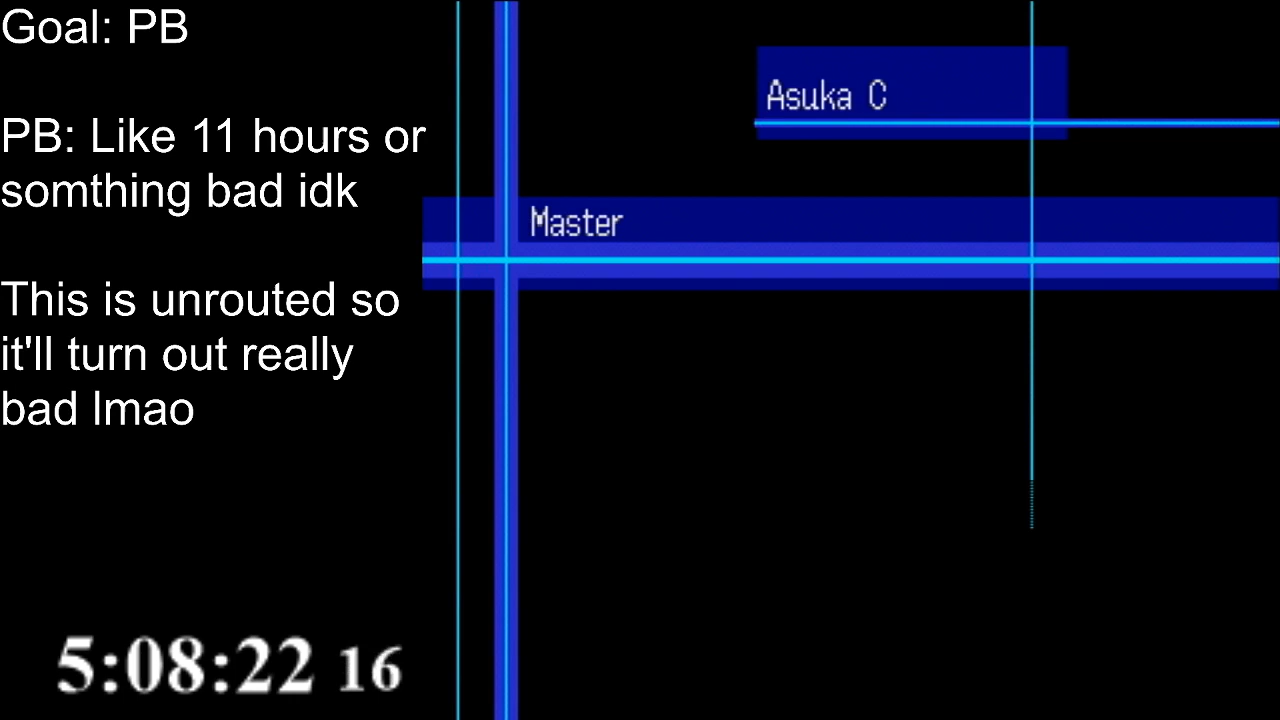 Goal: PB
PB: Like 11 hours or
somthing bad idk
This is unrouted so
it'll turn out really
bad lmao
Asuka C
Master
5:08:22 16